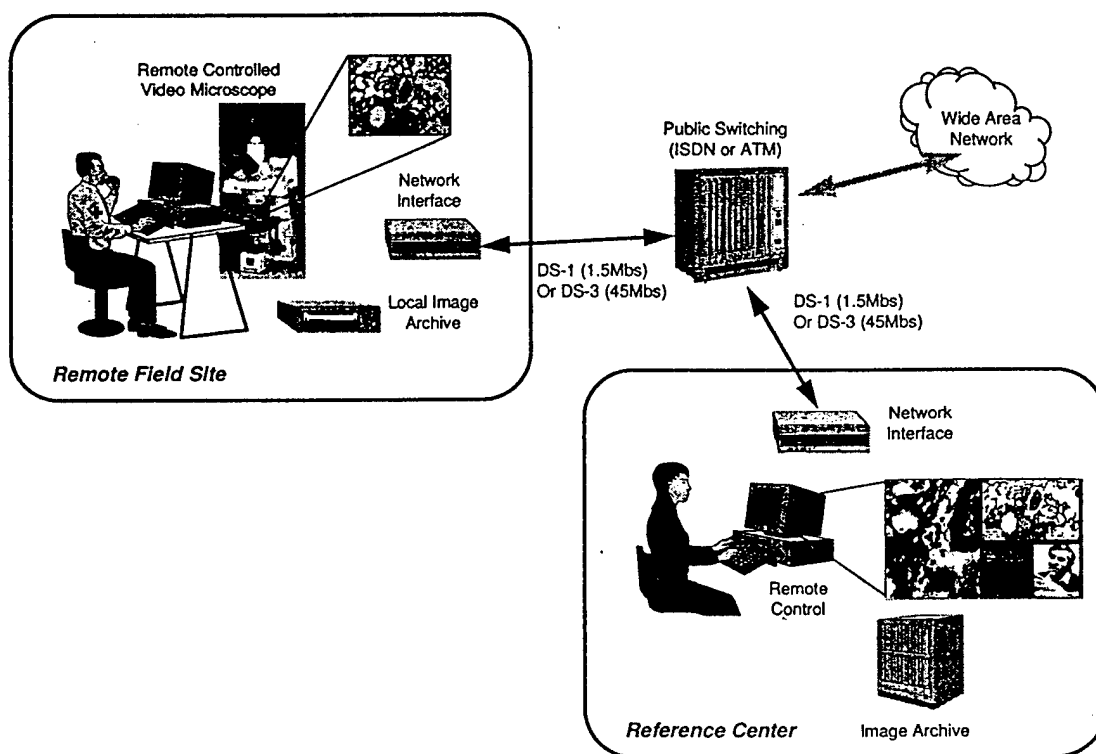 Remote Controlled
Video Microscope
Network
Interface
Local Image
Archive
Remote Field Site
Public Switching
(ISDN or ATM)
Wide Area
Network
DS-1 (1.5Mbs)
Or DS-3 (45Mbs)
DS-1 (1.5Mbs)
Or DS-3 (45Mbs)
Network
Interface
Remote
Control
Image Archive
Reference Center